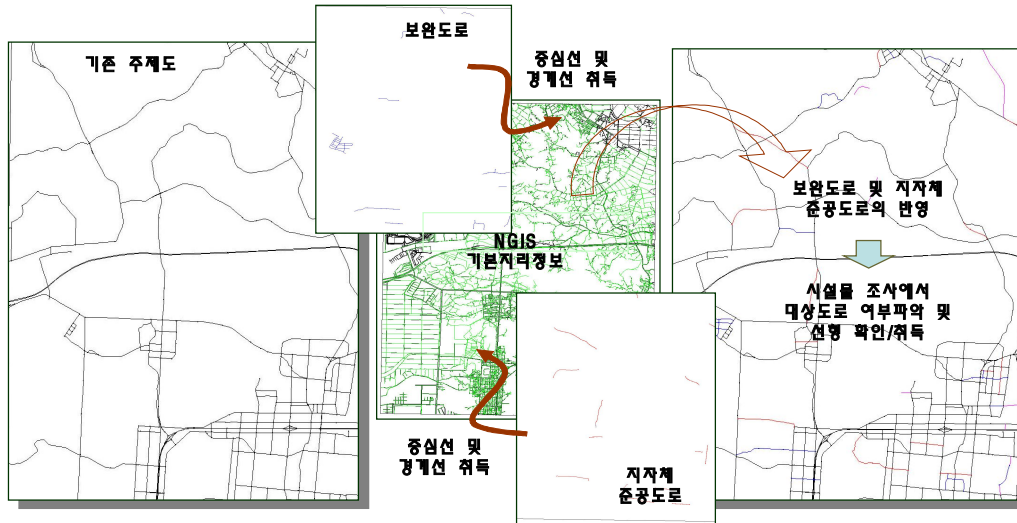 기존 주제도
보완도로
중심선 및
경계선 취득
NGIS
기본지리정보
중심선 및
경계선 취득
지자체
준공도로
보완도로 및 지자체
준공도로의 반영
시설물 조사에서
대상도로 여부파악 및
선형 확인/취득